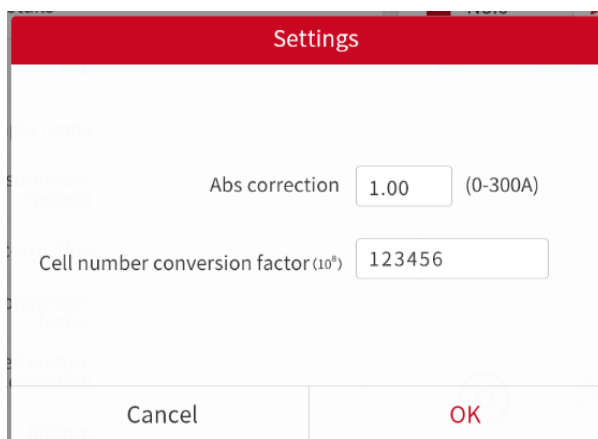 Settings
Abs correction 1.00 (0-300A)
Cell number conversion factor(10⁸) 123456
Cancel OK